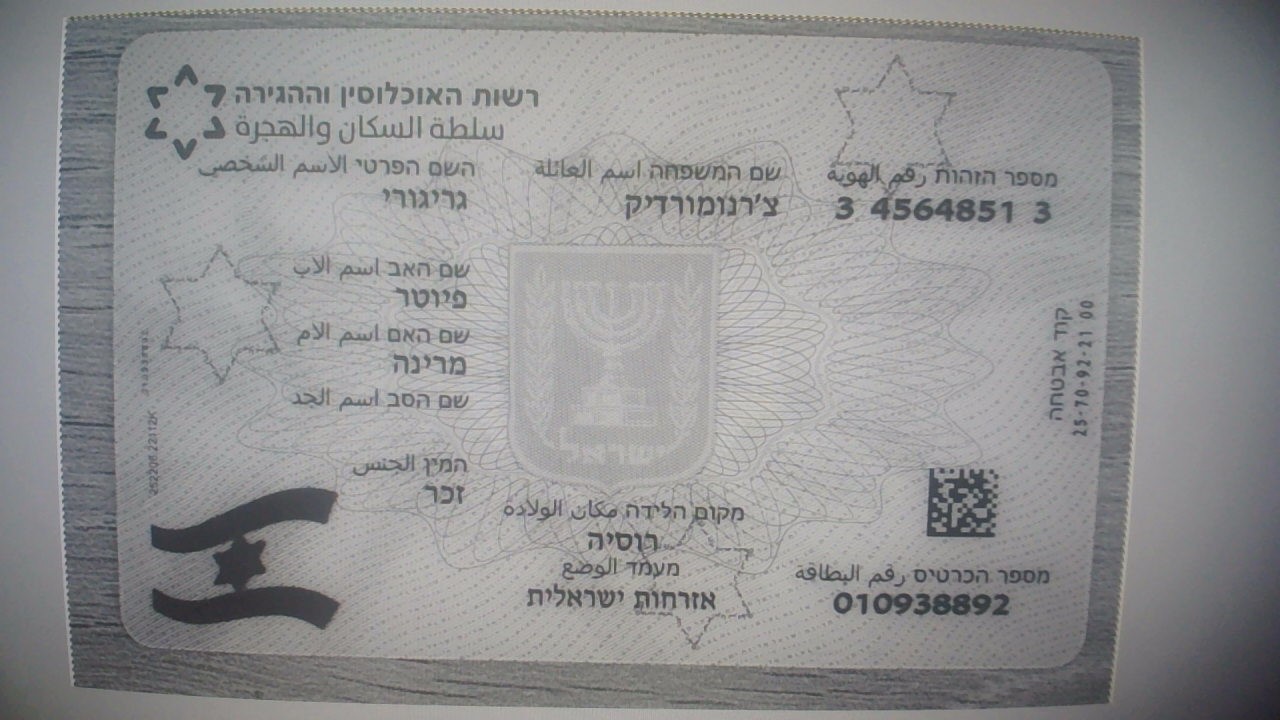 רשות האוכלוסין וההגירה
سلطة السكان والهجرة
מספר הזהות رقم الهوية
3 4564851 3
שם המשפחה اسم العائلة
צ'רנומורדיק
השם הפרטי الاسم الشخصي
גריגורי
שם האב اسم الاب
פיוטר
שם האם اسم الام
מרינה
שם הסב اسم الجد
המין الجنس
זכר
ישראל
מקום הלידה مكان الولادة
רוסיה
מעמד الوضع
אזרחות ישראלית
מספר הכרטיס رقم البطاقة
010938892
קוד אבטחה
25-70-92-21 00